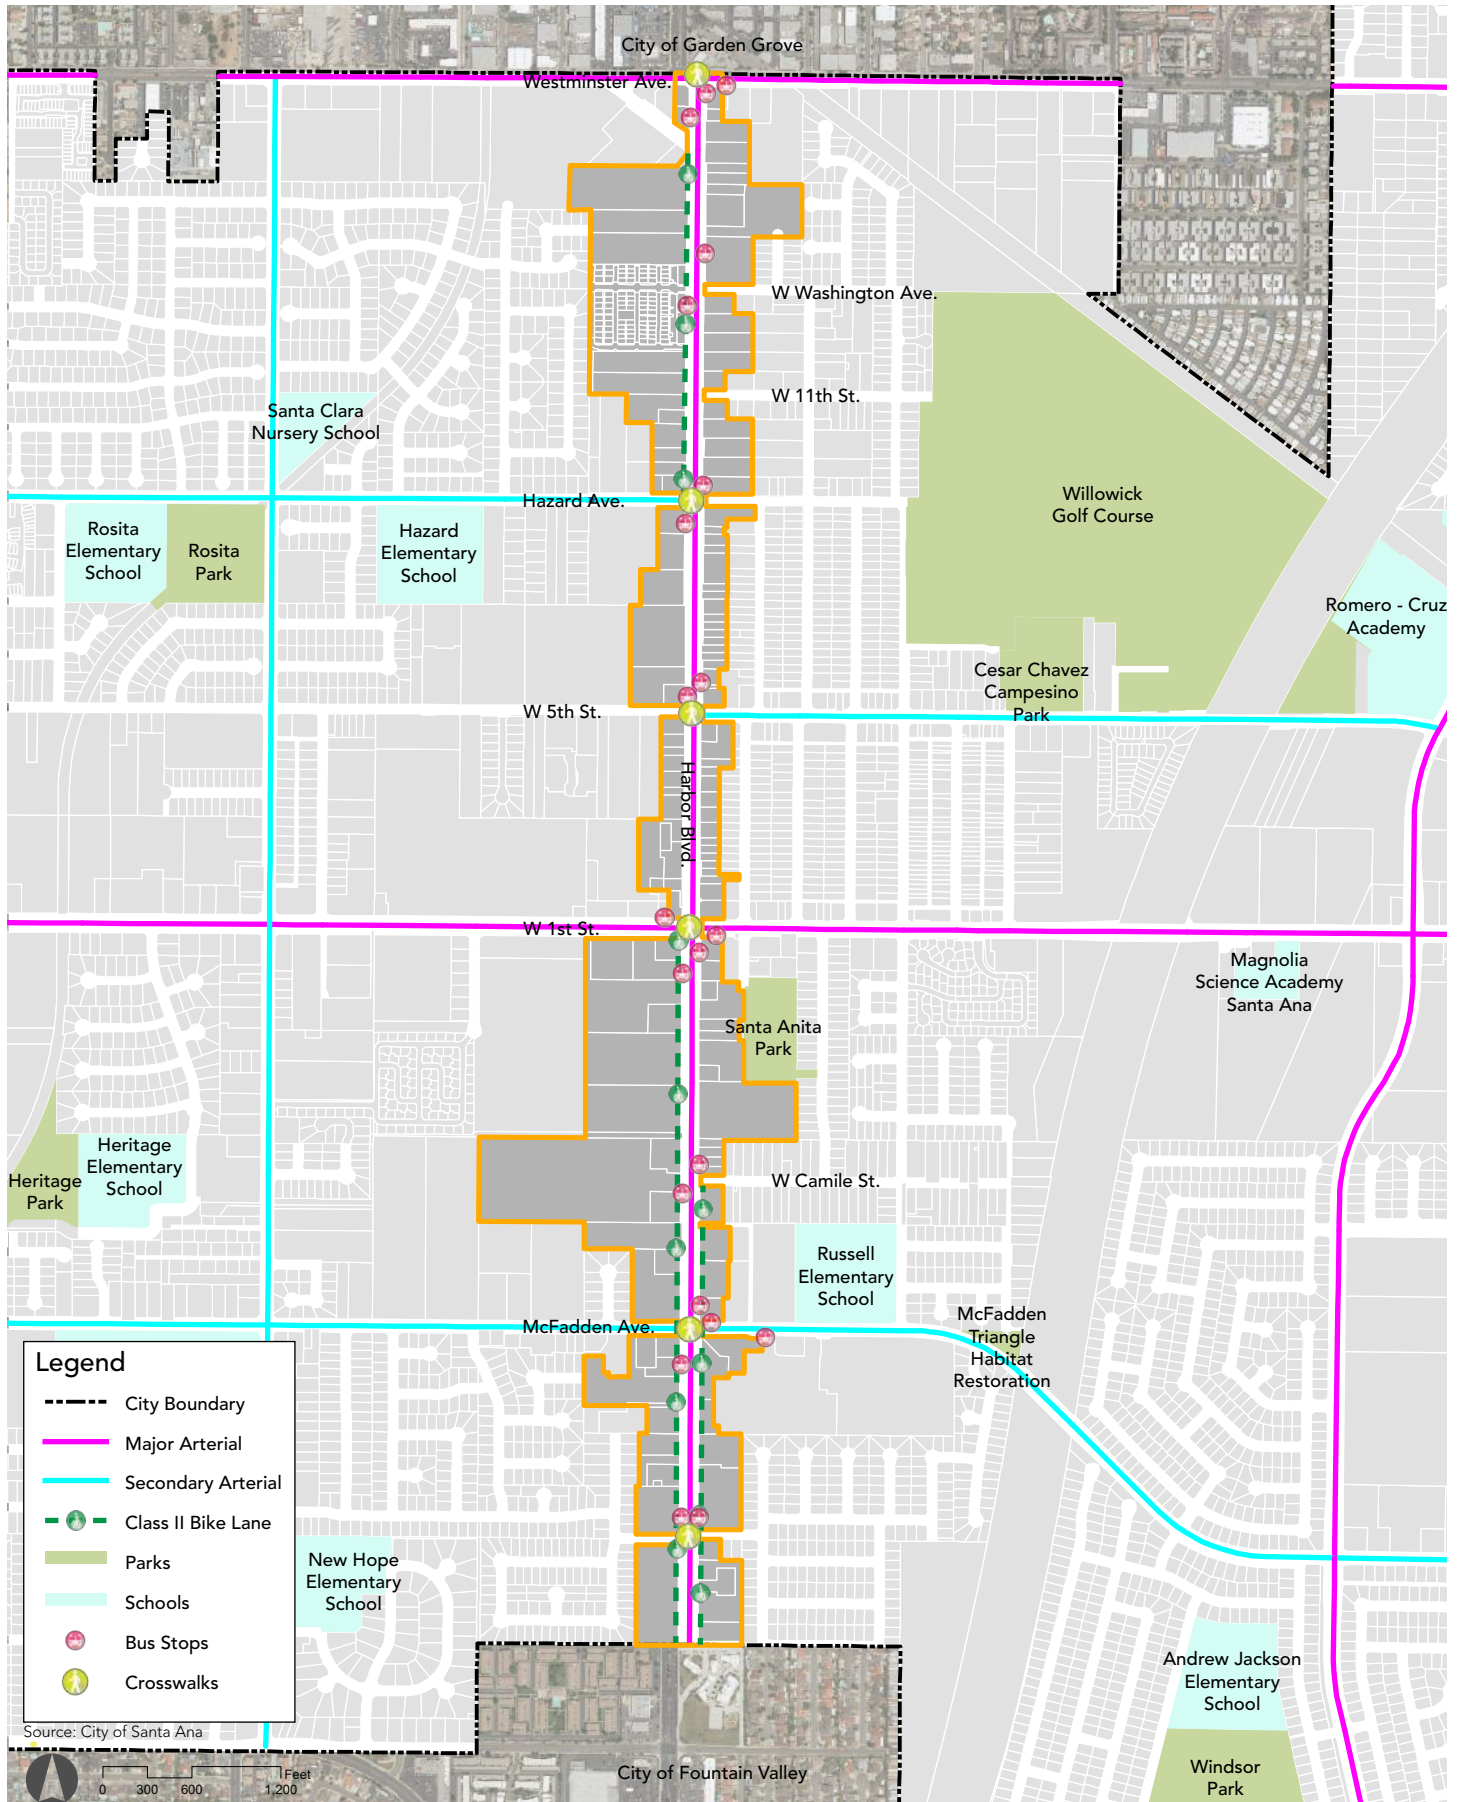 City of Garden Grove
Westminster Ave.
W Washington Ave.
W 11th St.
Santa Clara
Nursery School
Hazard Ave.
Willowick
Golf Course
Rosita
Elementary
School
Rosita
Park
Hazard
Elementary
School
Romero - Cruz
Academy
Cesar Chavez
Campesino
Park
W 5th St.
Harbor Blvd.
W 1st St.
Magnolia
Science Academy
Santa Ana
Santa Anita
Park
Heritage
Elementary
School
Heritage
Park
W Camile St.
Russell
Elementary
School
McFadden Ave.
McFadden
Triangle
Habitat
Restoration
Legend
City Boundary
Major Arterial
Secondary Arterial
Class II Bike Lane
Parks
Schools
Bus Stops
Crosswalks
New Hope
Elementary
School
Andrew Jackson
Elementary
School
Source: City of Santa Ana
Windsor
Park
City of Fountain Valley
Feet
0 300 600 1,200